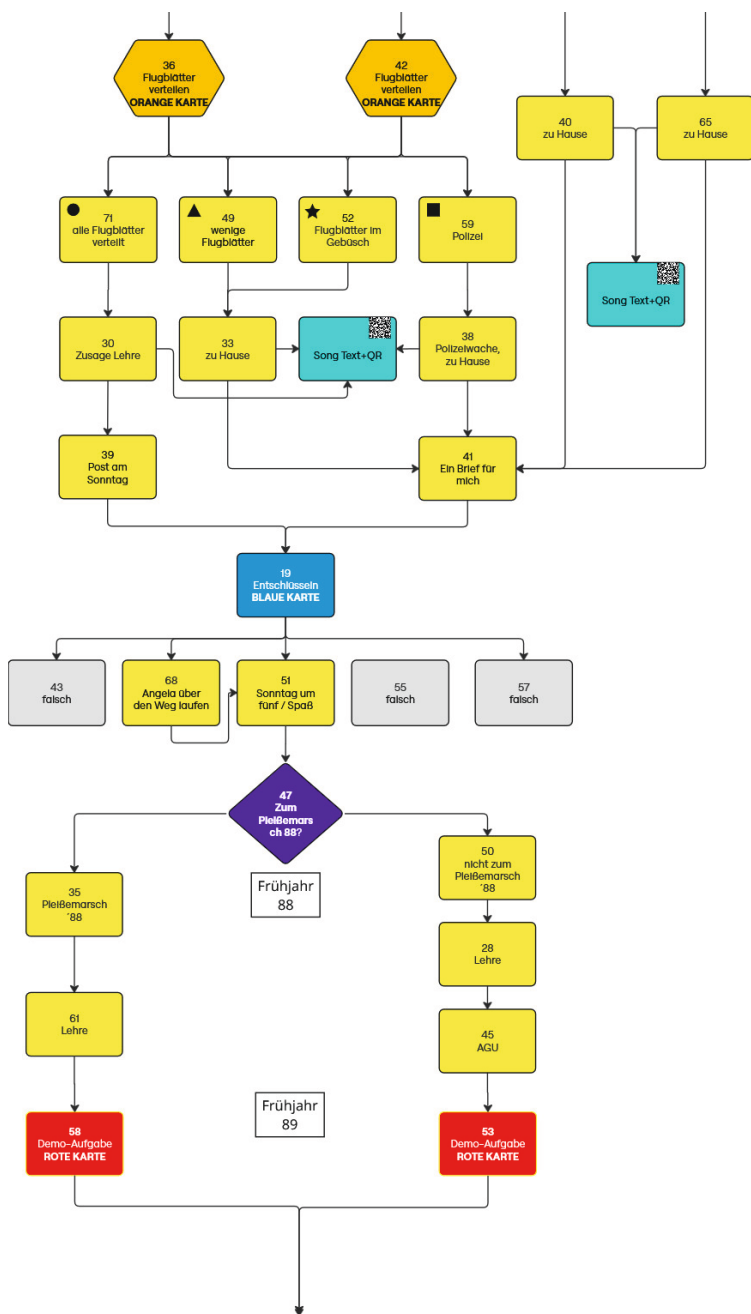 36
Flugblätter
verteilen
ORANGE KARTE
42
Flugblätter
verteilen
ORANGE KARTE
40
zu Hause
65
zu Hause
71
alle Flugblätter
verteilt
49
wenige
Flugblätter
52
Flugblätter im
Gebüsch
59
Polizei
Song Text+QR
30
Zusage Lehre
33
zu Hause
Song Text+QR
38
Polizeiwache,
zu Hause
39
Post am
Sonntag
41
Ein Brief für
mich
19
Entschlüsseln
BLAUE KARTE
43
falsch
68
Angela über
den Weg laufen
51
Sonntag um
fünf / Spaß
55
falsch
57
falsch
47
Zum
Pleißemars
ch 88?
50
nicht zum
Pleißemarsch
´88
35
Pleißemarsch
´88
Frühjahr
88
28
Lehre
61
Lehre
45
AGU
Frühjahr
89
58
Demo-Aufgabe
ROTE KARTE
53
Demo-Aufgabe
ROTE KARTE